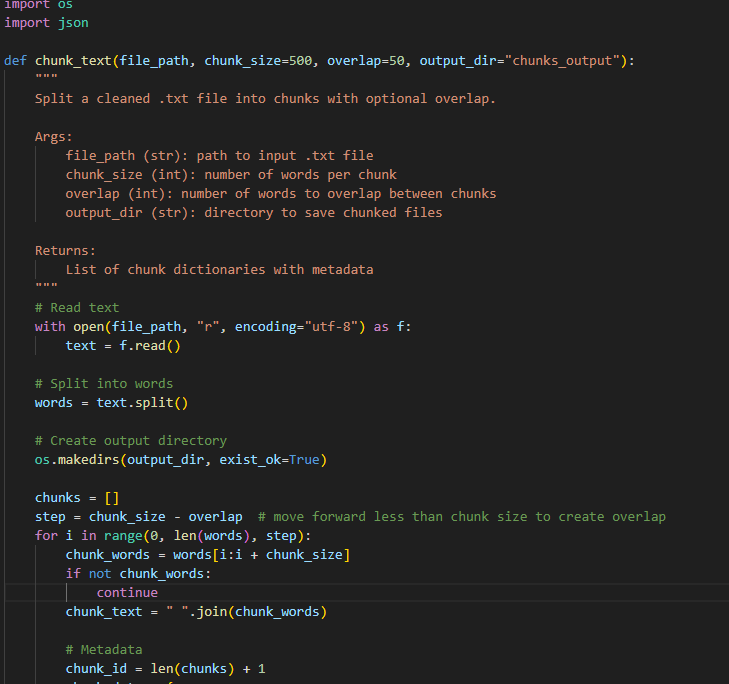 import os
import json
def chunk_text(file_path, chunk_size=500, overlap=50, output_dir="chunks_output"):
    """
    Split a cleaned .txt file into chunks with optional overlap.
    Args:
        file_path (str): path to input .txt file
        chunk_size (int): number of words per chunk
        overlap (int): number of words to overlap between chunks
        output_dir (str): directory to save chunked files
    Returns:
        List of chunk dictionaries with metadata
    """
    # Read text
    with open(file_path, "r", encoding="utf-8") as f:
        text = f.read()
    # Split into words
    words = text.split()
    # Create output directory
    os.makedirs(output_dir, exist_ok=True)
    chunks = []
    step = chunk_size - overlap  # move forward less than chunk size to create overlap
    for i in range(0, len(words), step):
        chunk_words = words[i:i + chunk_size]
        if not chunk_words:
            continue
        chunk_text = " ".join(chunk_words)
        # Metadata
        chunk_id = len(chunks) + 1